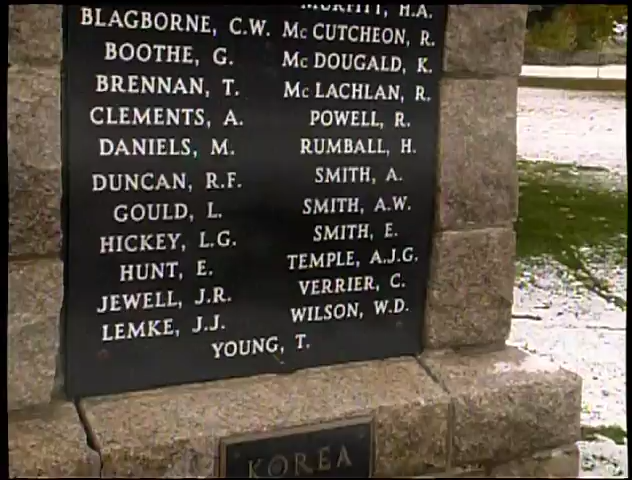 BLAGBORNE, C.W.
BOOTHE, G.
BRENNAN, T.
CLEMENTS, A.
DANIELS, M.
DUNCAN, R.F.
GOULD, L.
HICKEY, L.G.
HUNT, E.
JEWELL, J.R.
LEMKE, J.J.
MURFITT, H.A.
McCUTCHEON, R.
McDOUGALD, K.
McLACHLAN, R.
POWELL, R.
RUMBALL, H.
SMITH, A.
SMITH, A.W.
SMITH, E.
TEMPLE, A.J.G.
VERRIER, C.
WILSON, W.D.
YOUNG, T.
KOREA